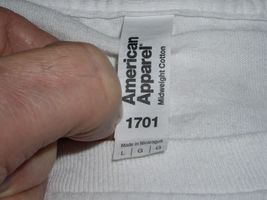 American
Apparel
Midweight Cotton
1701
Made in Nicaragua
L | G | G